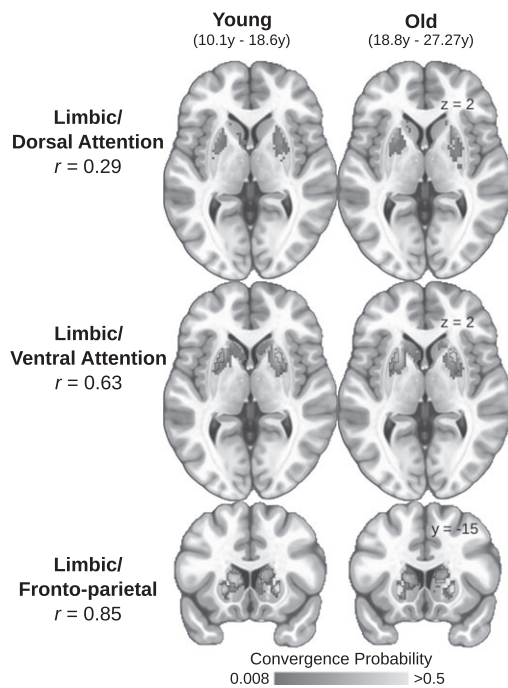 Young
(10.1y - 18.6y)
Old
(18.8y - 27.27y)
Limbic/
Dorsal Attention
r = 0.29
z = 2
Limbic/
Ventral Attention
r = 0.63
z = 2
Limbic/
Fronto-parietal
r = 0.85
y = -15
Convergence Probability
0.008 >0.5